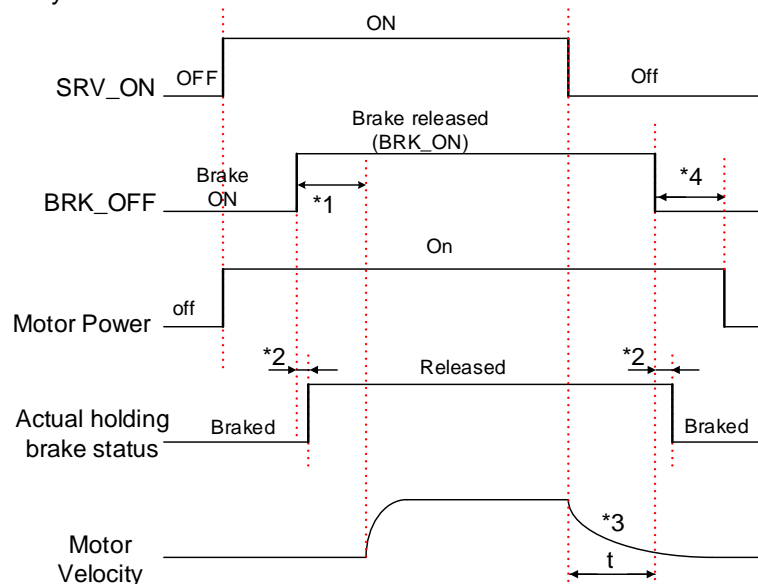 ON
OFF
Off
SRV_ON
Brake released
(BRK_ON)
Brake
ON
*1
*4
BRK_OFF
On
off
Motor Power
*2
*2
Released
Actual holding
brake status
Braked
Braked
*3
Motor
Velocity
t